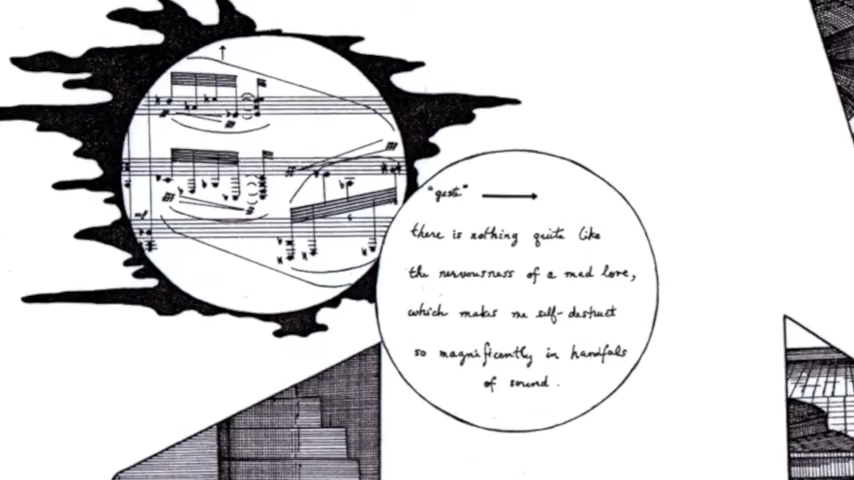 "geste"
there is nothing quite like
the nervousness of a mad love,
which makes me self-destruct
so magnificently in handfuls
of sound.